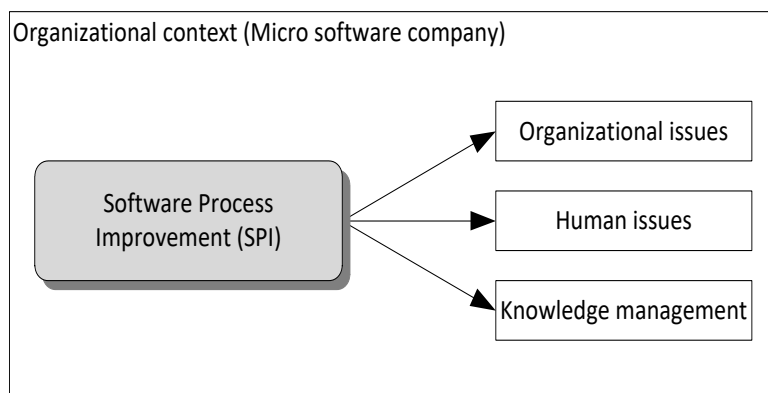 Organizational context (Micro software company)
Organizational issues
Software Process
Improvement (SPI)
Human issues
Knowledge management